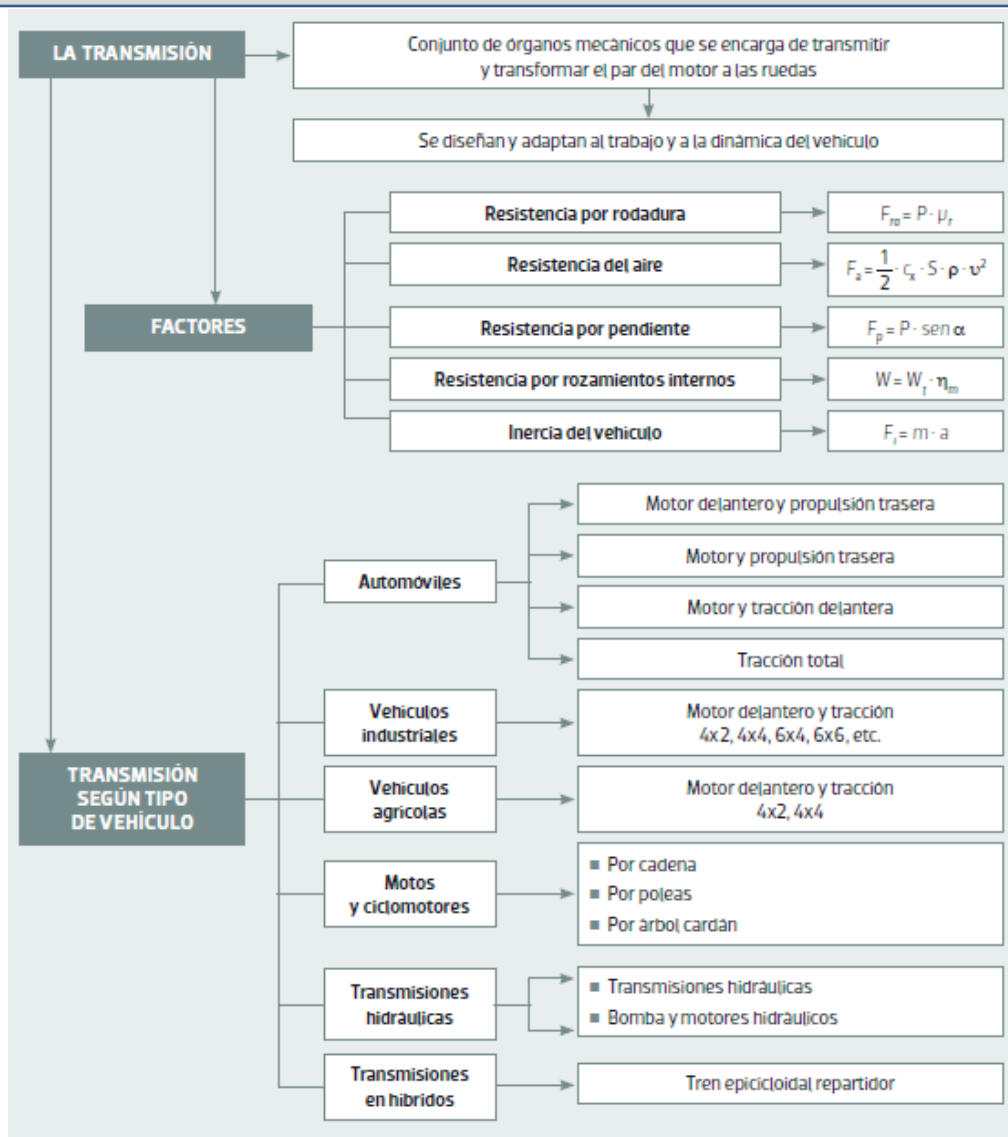 LA TRANSMISIÓN
Conjunto de órganos mecánicos que se encarga de transmitir
y transformar el par del motor a las ruedas
Se diseñan y adaptan al trabajo y a la dinámica del vehículo
FACTORES
Resistencia por rodadura
F_ro = P · μ_r
Resistencia del aire
F_a = 1/2 · c_x · S · ρ · υ²
Resistencia por pendiente
F_p = P · sen α
Resistencia por rozamientos internos
W = W_t · η_m
Inercia del vehículo
F_i = m · a
TRANSMISIÓN
SEGÚN TIPO
DE VEHÍCULO
Automóviles
Motor delantero y propulsión trasera
Motor y propulsión trasera
Motor y tracción delantera
Tracción total
Vehículos
industriales
Motor delantero y tracción
4x2, 4x4, 6x4, 6x6, etc.
Vehículos
agrícolas
Motor delantero y tracción
4x2, 4x4
Motos
y ciclomotores
■ Por cadena
■ Por poleas
■ Por árbol cardán
Transmisiones
hidráulicas
■ Transmisiones hidráulicas
■ Bomba y motores hidráulicos
Transmisiones
en híbridos
Tren epicicloidal repartidor